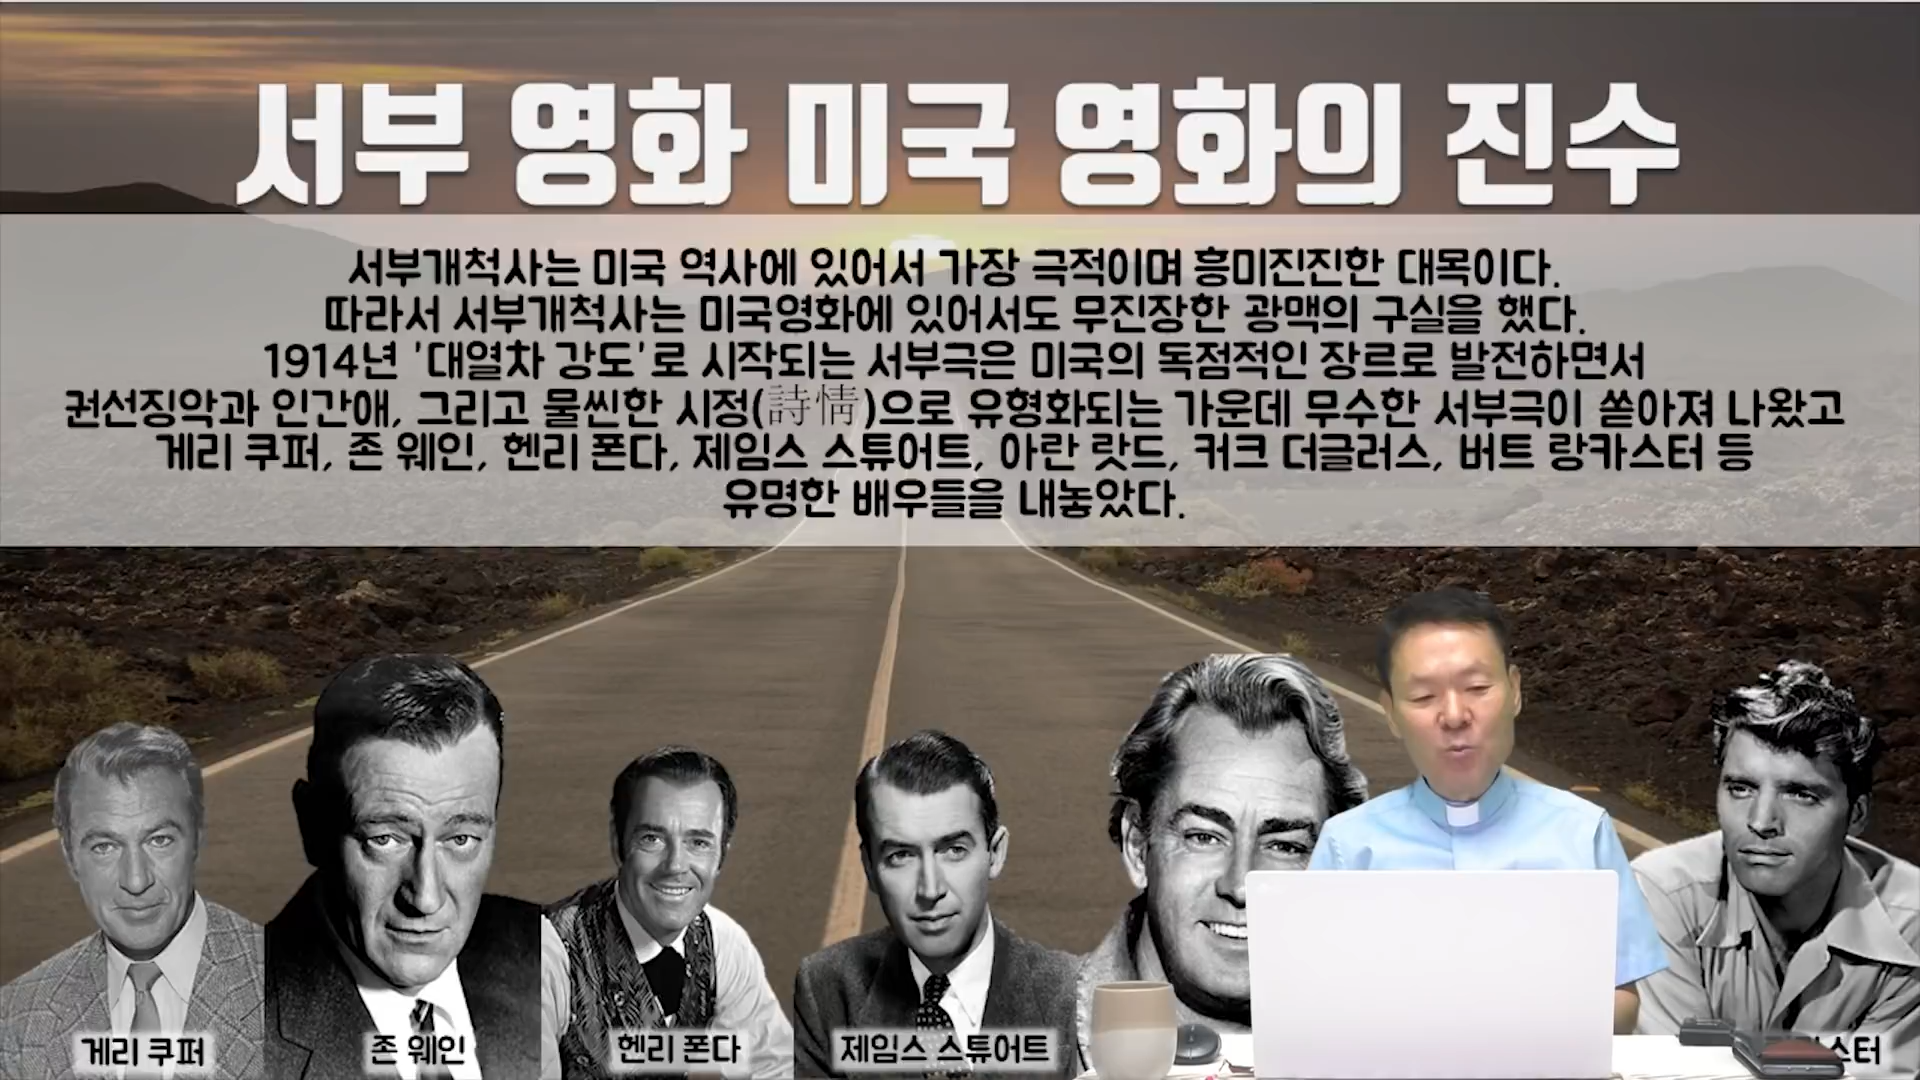 서부 영화 미국 영화의 진수
서부개척사는 미국 역사에 있어서 가장 극적이며 흥미진진한 대목이다.
따라서 서부개척사는 미국영화에 있어서도 무진장한 광맥의 구실을 했다.
1914년 '대열차 강도'로 시작되는 서부극은 미국의 독점적인 장르로 발전하면서
권선징악과 인간애, 그리고 물씬한 시정(詩情)으로 유형화되는 가운데 무수한 서부극이 쏟아져 나왔고
게리 쿠퍼, 존 웨인, 헨리 폰다, 제임스 스튜어트, 아란 랏드, 커크 더글러스, 버트 랑카스터 등
유명한 배우들을 내놓았다.
게리 쿠퍼
존 웨인
헨리 폰다
제임스 스튜어트
스터